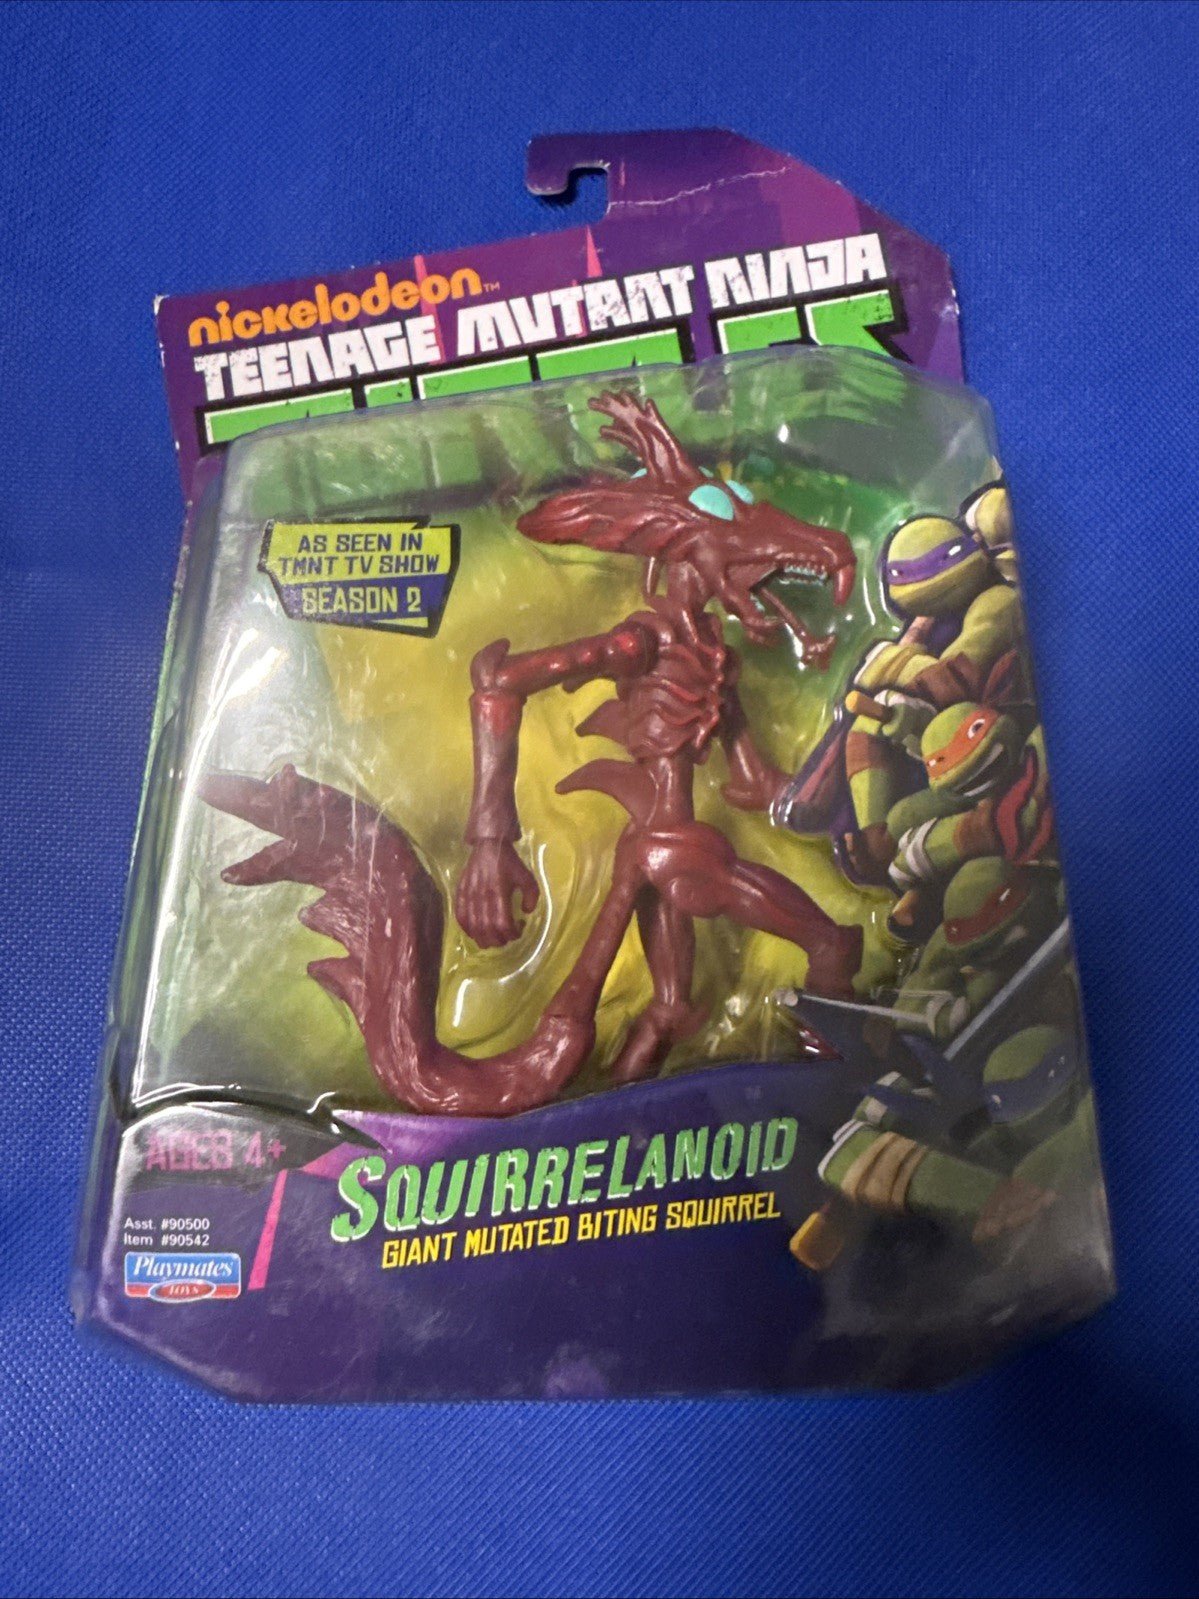 nickelodeon™
TEENAGE MUTANT NINJA
AS SEEN IN
TMNT TV SHOW
SEASON 2
AGES 4+
SQUIRRELANOID
GIANT MUTATED BITING SQUIRREL
Asst. #90500
Item #90542
Playmates
TOYS